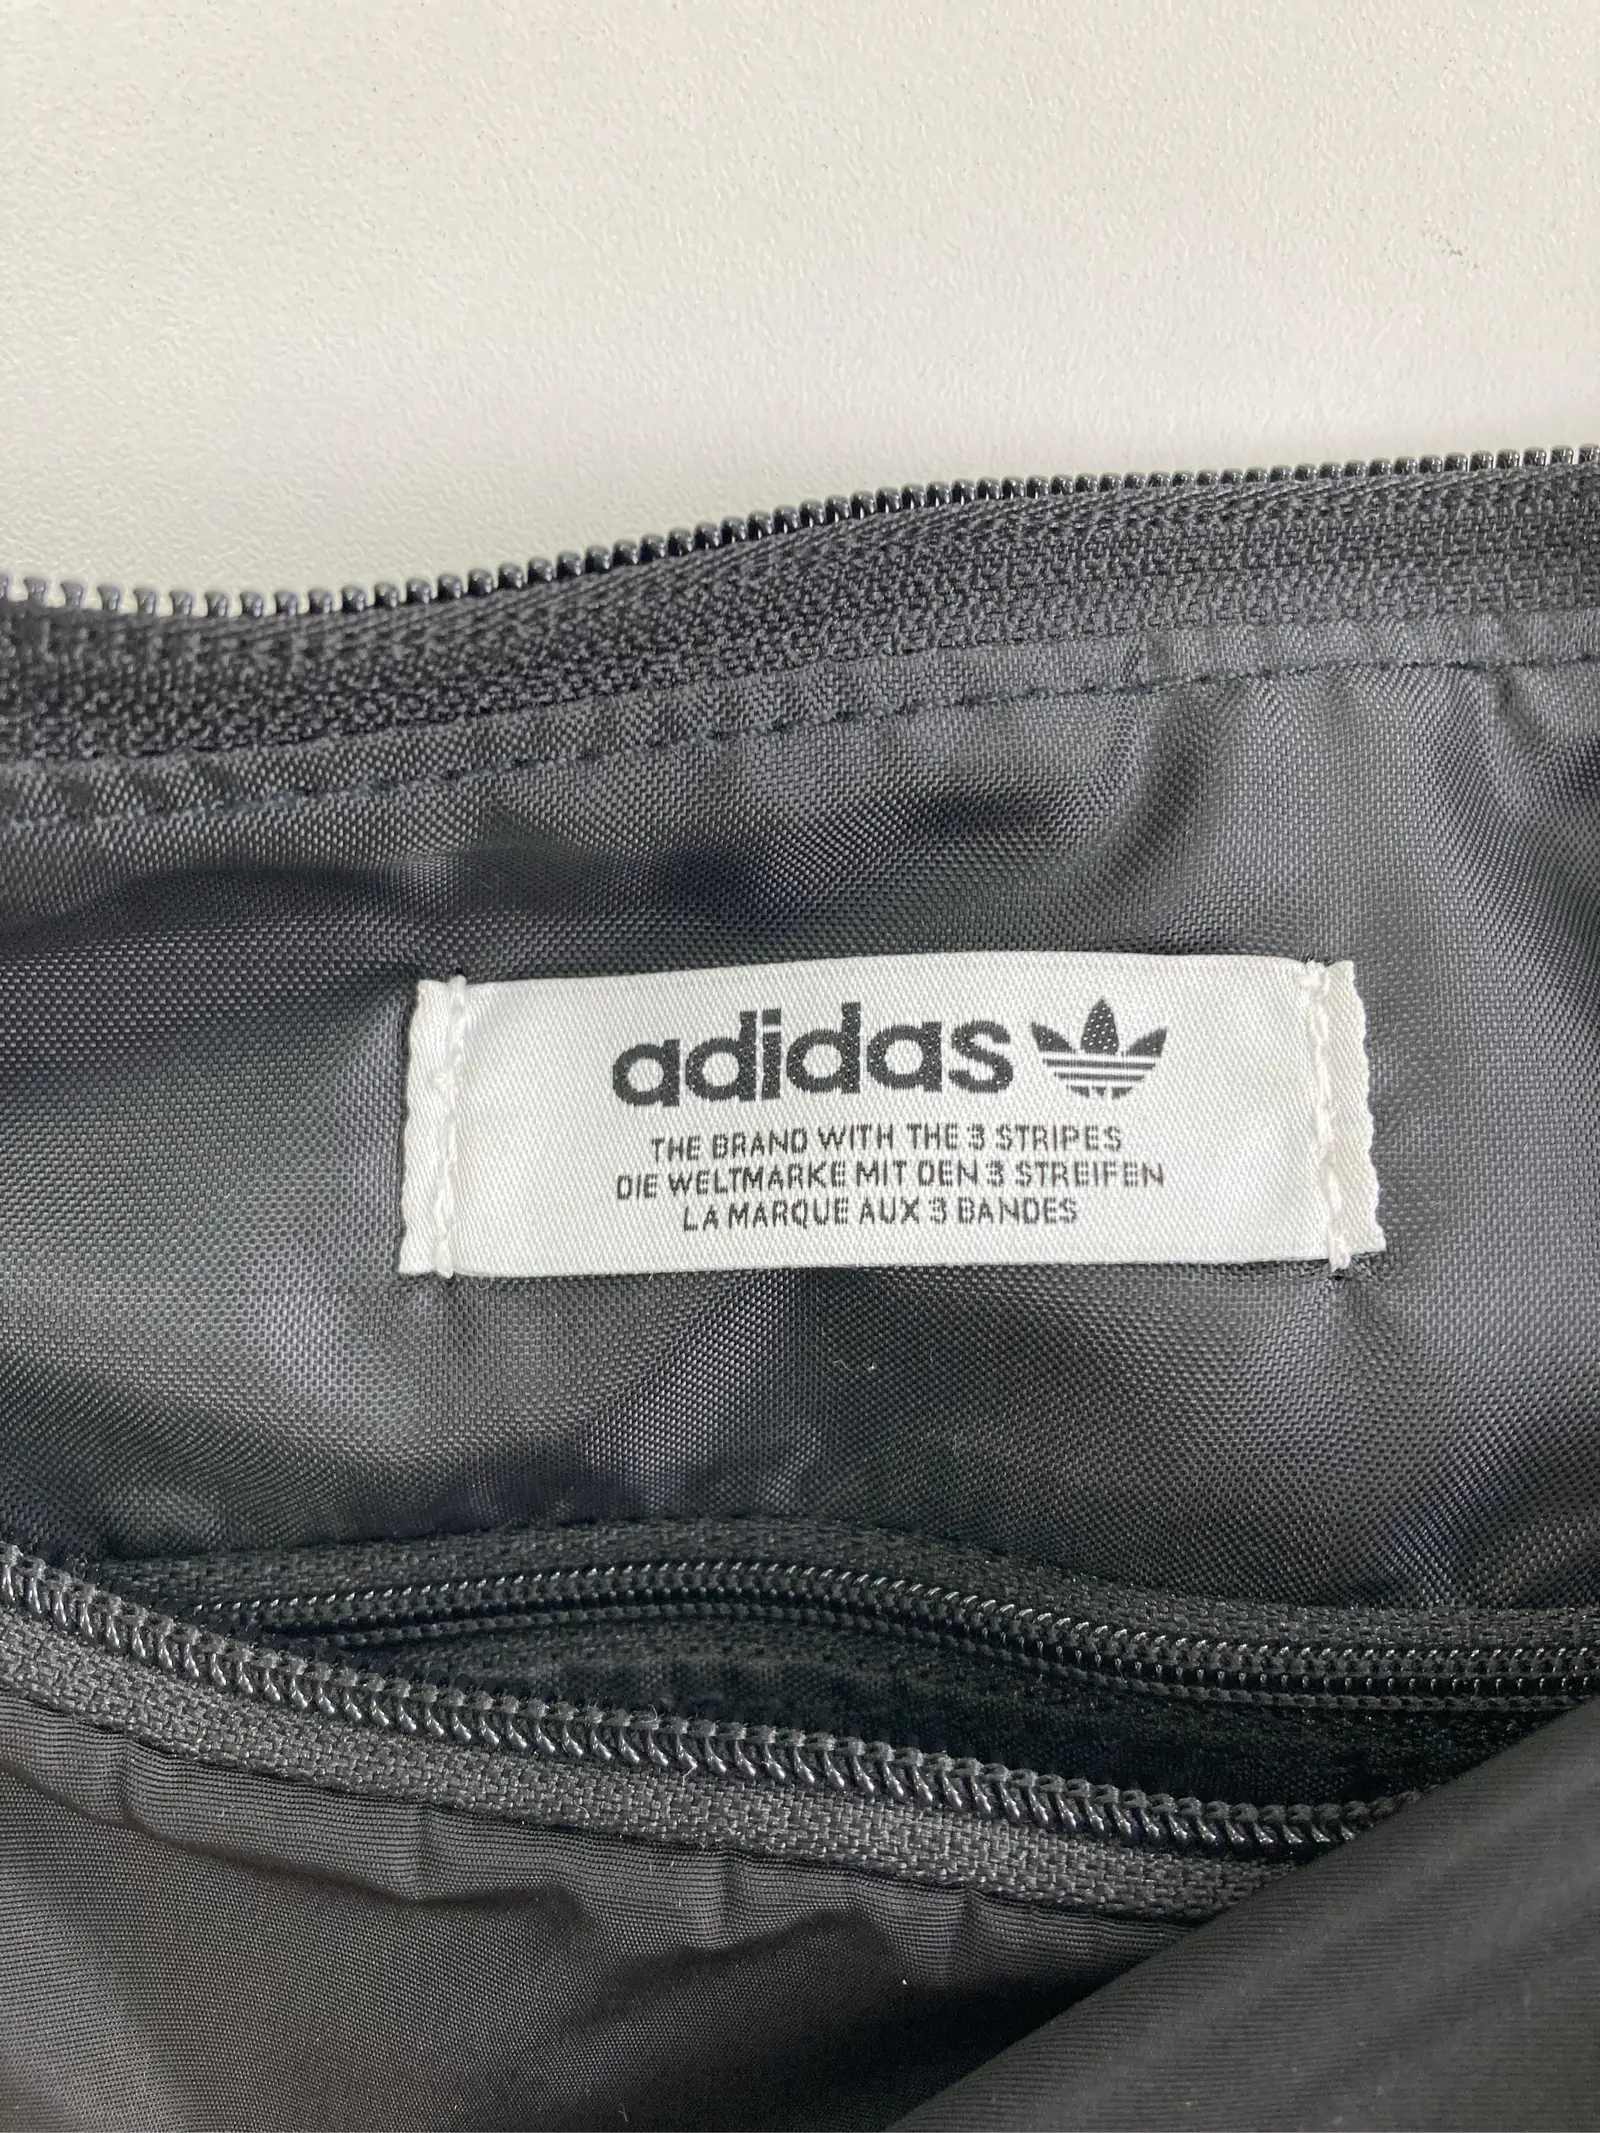 adidas
THE BRAND WITH THE 3 STRIPES
DIE WELTMARKE MIT DEN 3 STREIFEN
LA MARQUE AUX 3 BANDES